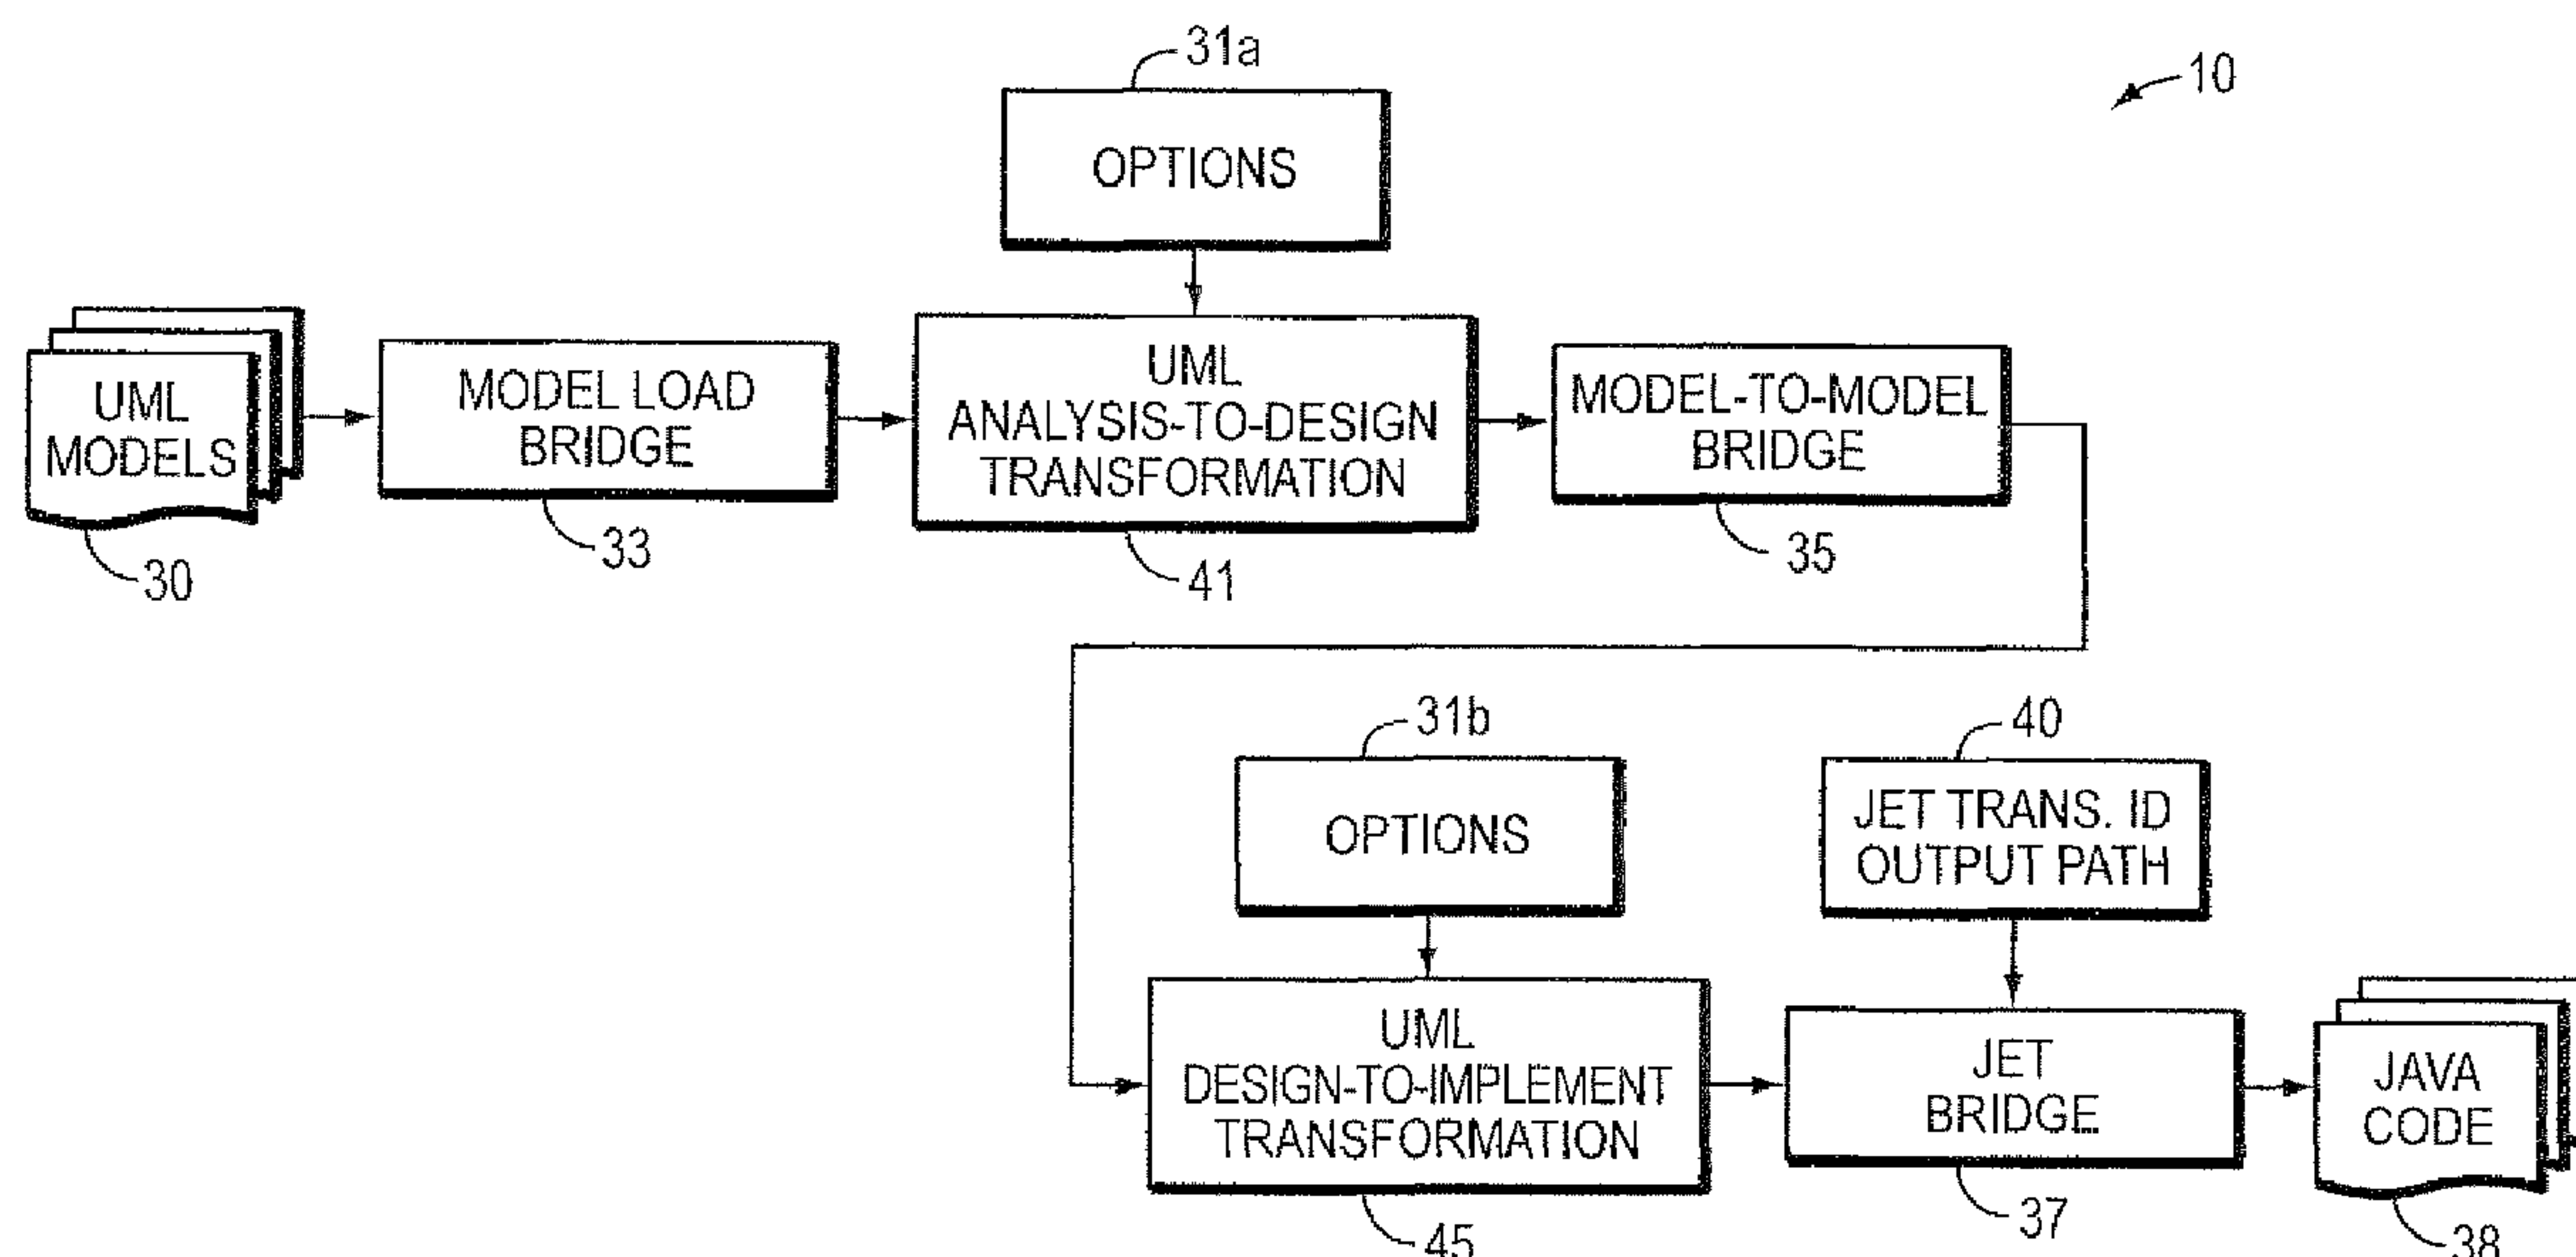 31a
10
OPTIONS
UML
MODELS
MODEL LOAD
BRIDGE
UML
ANALYSIS-TO-DESIGN
TRANSFORMATION
MODEL-TO-MODEL
BRIDGE
30
33
41
35
31b
40
OPTIONS
JET TRANS. ID
OUTPUT PATH
UML
DESIGN-TO-IMPLEMENT
TRANSFORMATION
JET
BRIDGE
JAVA
CODE
45
37
38